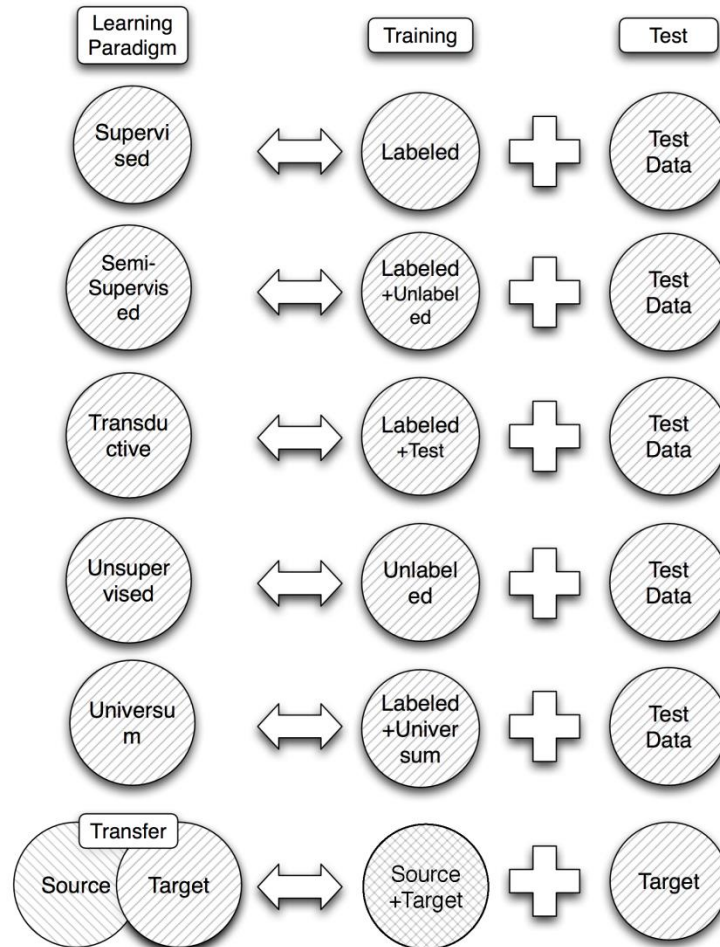 Learning
Paradigm
Training
Test
Supervi
sed
Labeled
Test
Data
Semi-
Supervis
ed
Labeled
+Unlabel
ed
Test
Data
Transdu
ctive
Labeled
+Test
Test
Data
Unsuper
vised
Unlabel
ed
Test
Data
Universu
m
Labeled
+Univer
sum
Test
Data
Transfer
Source
Target
Source
+Target
Target